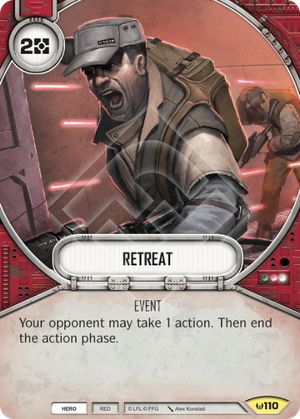 2
RETREAT
EVENT
Your opponent may take 1 action. Then end
the action phase.
HERO RED © LFL © FFG Alex Konstad 110